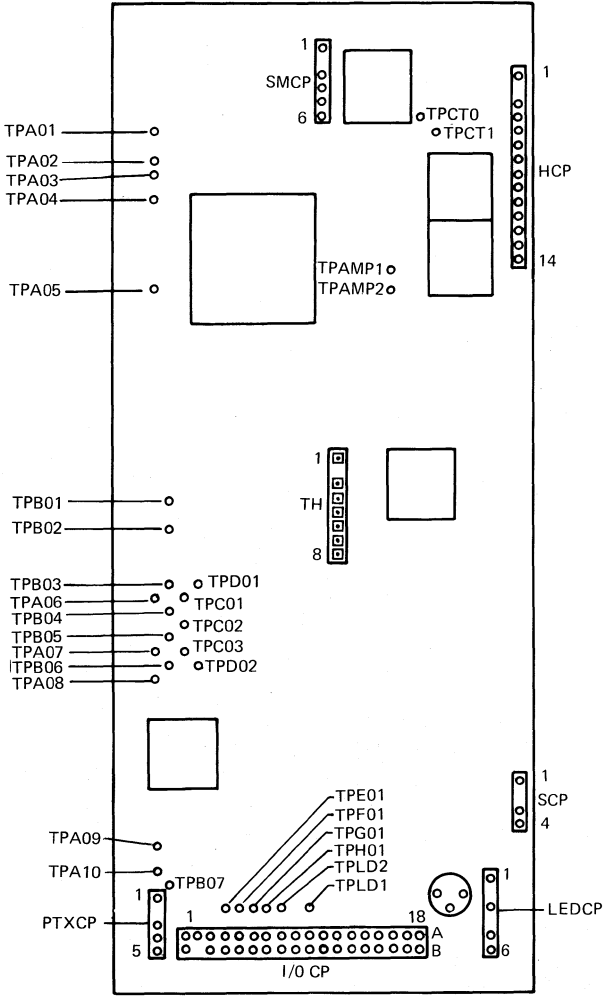 1
SMCP
6
TPCT0
TPCT1
1
HCP
14
TPA01
TPA02
TPA03
TPA04
TPA05
TPAMP1
TPAMP2
1
TH
8
TPB01
TPB02
TPB03
TPA06
TPB04
TPB05
TPA07
TPB06
TPA08
TPD01
TPC01
TPC02
TPC03
TPD02
1
SCP
4
TPE01
TPF01
TPG01
TPH01
TPLD2
TPLD1
TPA09
TPA10
TPB07
1
PTXCP
5
1
18
A
B
I/O CP
1
LEDCP
6